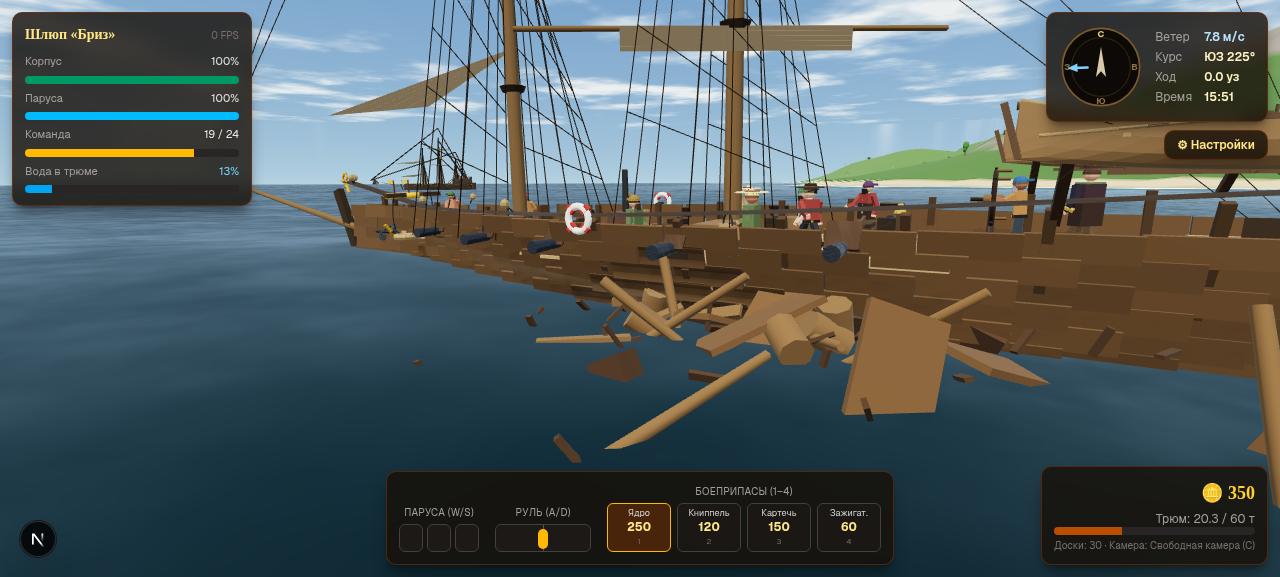 Шлюп «Бриз» 0 FPS
Корпус 100%
Паруса 100%
Команда 19 / 24
Вода в трюме 13%
С
З В
Ю
Ветер 7.8 м/с
Курс ЮЗ 225°
Ход 0.0 уз
Время 15:51
⚙ Настройки
БОЕПРИПАСЫ (1–4)
ПАРУСА (W/S) РУЛЬ (A/D)
Ядро Книппель Картечь Зажигат.
250 120 150 60
1 2 3 4
350
Трюм: 20.3 / 60 т
Доски: 30 · Камера: Свободная камера (C)
N